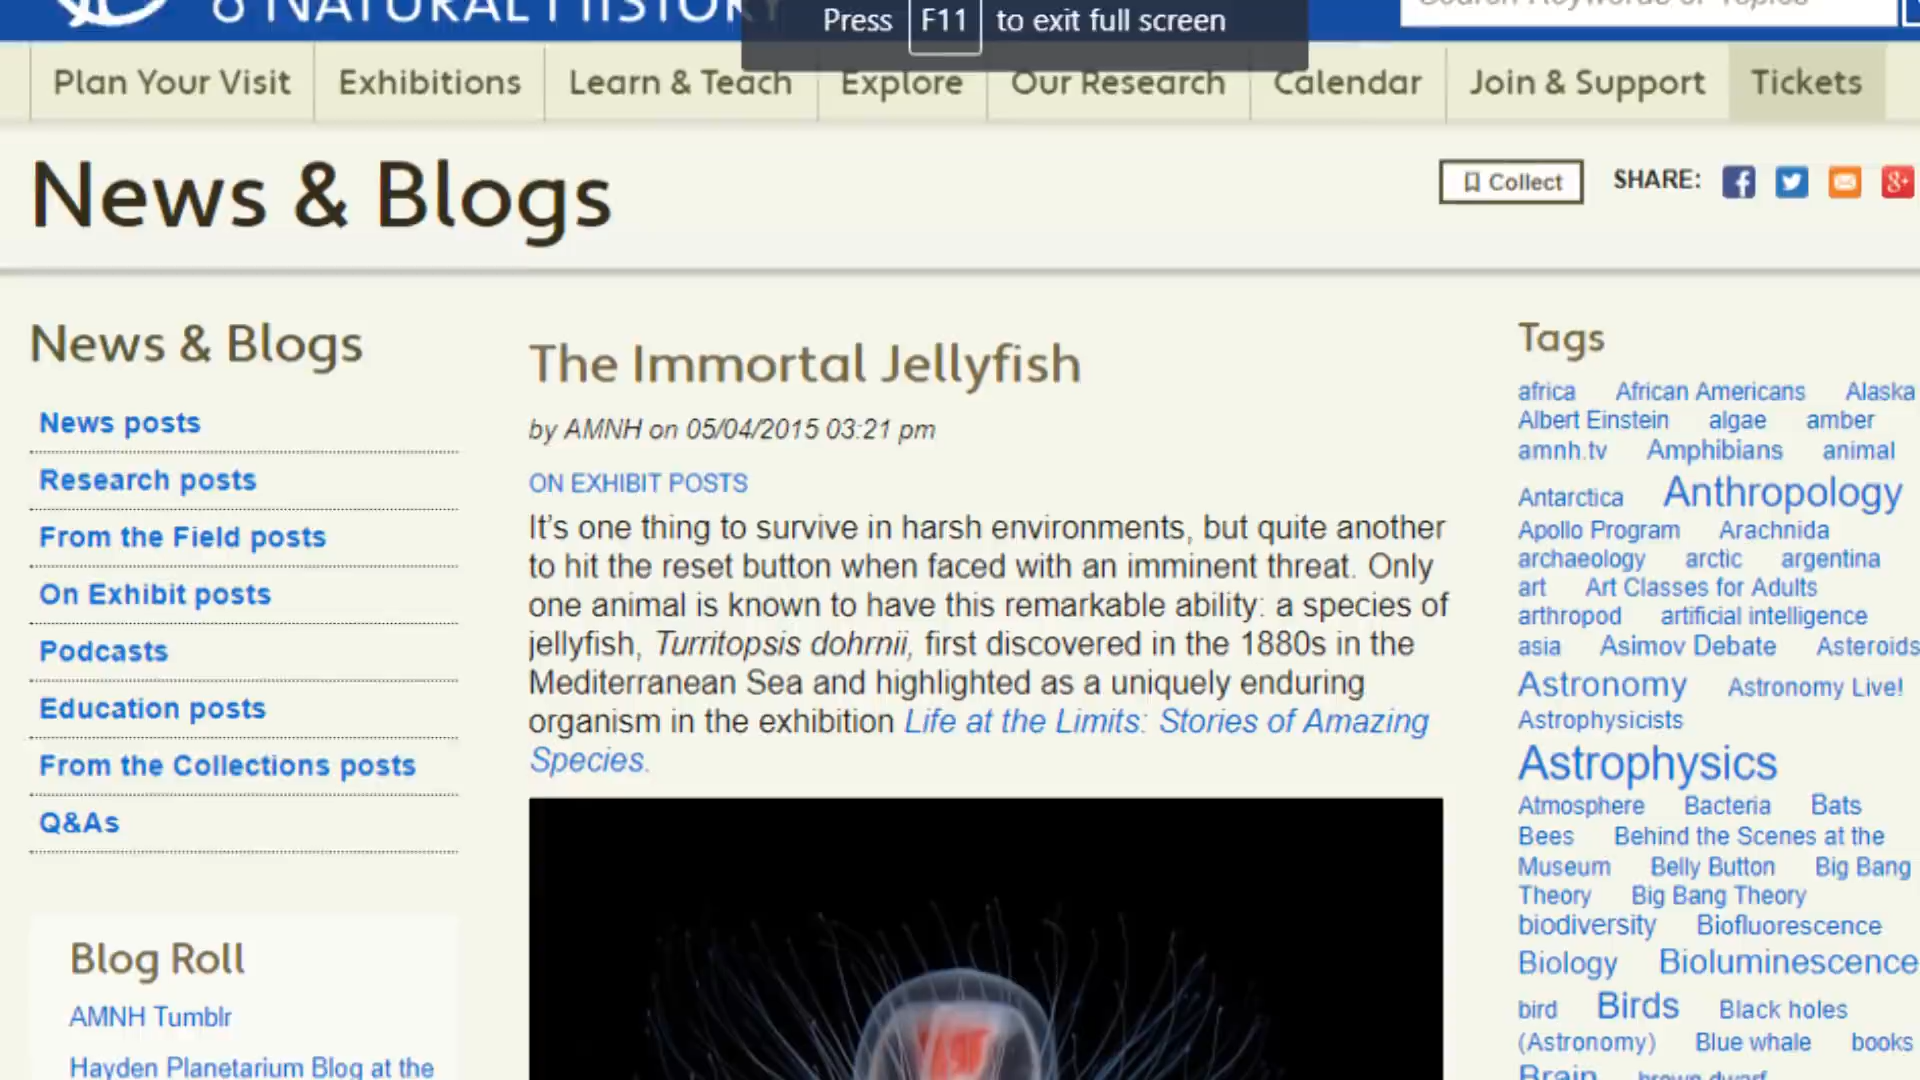 NATURAL HISTORY
Press F11 to exit full screen
Plan Your Visit
Exhibitions
Learn & Teach
Explore
Our Research
Calendar
Join & Support
Tickets
News & Blogs
Collect
SHARE:
News & Blogs
News posts
Research posts
From the Field posts
On Exhibit posts
Podcasts
Education posts
From the Collections posts
Q&As
Blog Roll
AMNH Tumblr
Hayden Planetarium Blog at the
The Immortal Jellyfish
by AMNH on 05/04/2015 03:21 pm
ON EXHIBIT POSTS
It’s one thing to survive in harsh environments, but quite another
to hit the reset button when faced with an imminent threat. Only
one animal is known to have this remarkable ability: a species of
jellyfish, Turritopsis dohrnii, first discovered in the 1880s in the
Mediterranean Sea and highlighted as a uniquely enduring
organism in the exhibition Life at the Limits: Stories of Amazing
Species.
Tags
africa African Americans Alaska
Albert Einstein algae amber
amnh.tv Amphibians animal
Antarctica Anthropology
Apollo Program Arachnida
archaeology arctic argentina
art Art Classes for Adults
arthropod artificial intelligence
asia Asimov Debate Asteroids
Astronomy Astronomy Live!
Astrophysicists
Astrophysics
Atmosphere Bacteria Bats
Bees Behind the Scenes at the
Museum Belly Button Big Bang
Theory Big Bang Theory
biodiversity Biofluorescence
Biology Bioluminescence
bird Birds Black holes
(Astronomy) Blue whale books
Brain brown dwarf